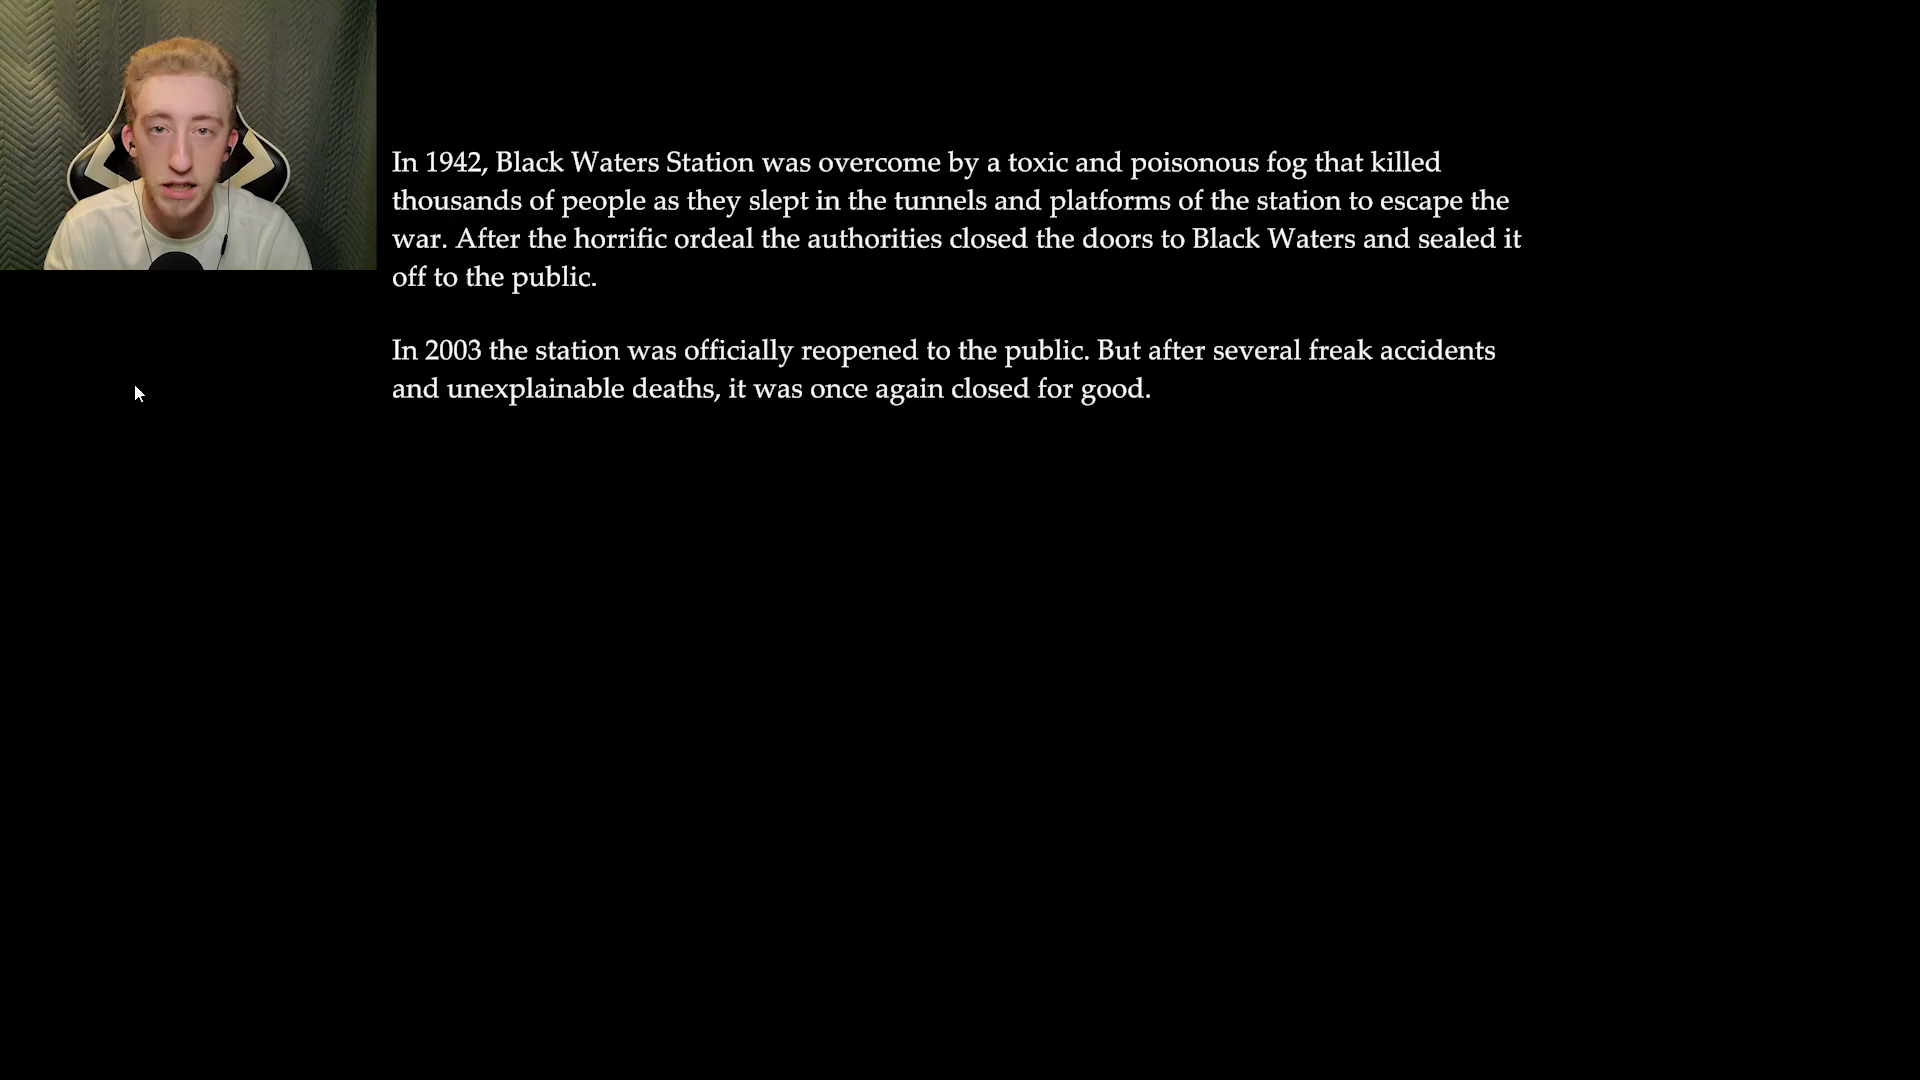 In 1942, Black Waters Station was overcome by a toxic and poisonous fog that killed
thousands of people as they slept in the tunnels and platforms of the station to escape the
war. After the horrific ordeal the authorities closed the doors to Black Waters and sealed it
off to the public.
In 2003 the station was officially reopened to the public. But after several freak accidents
and unexplainable deaths, it was once again closed for good.